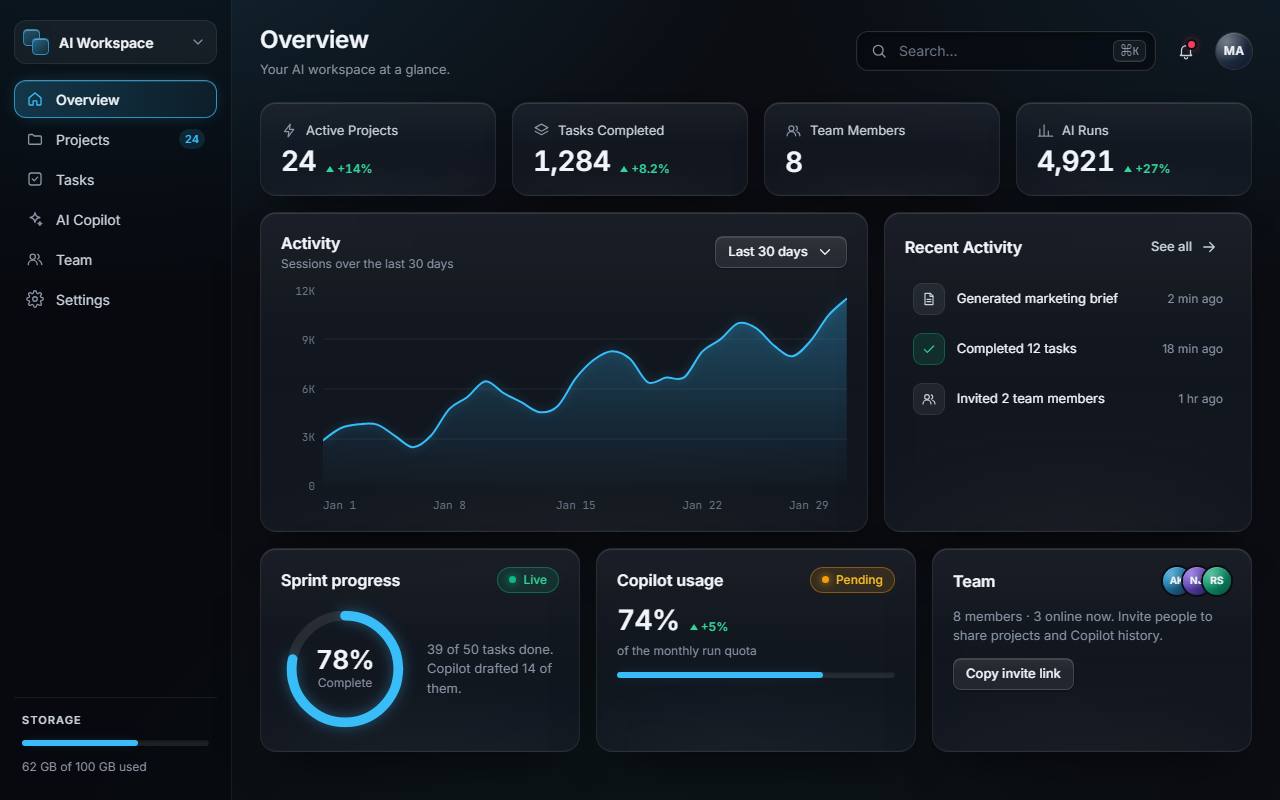 AI Workspace
Overview
Projects
24
Tasks
AI Copilot
Team
Settings
STORAGE
62 GB of 100 GB used
Overview
Your AI workspace at a glance.
Search...
⌘K
MA
Active Projects
24 +14%
Tasks Completed
1,284 +8.2%
Team Members
8
AI Runs
4,921 +27%
Activity
Sessions over the last 30 days
Last 30 days
12K
9K
6K
3K
0
Jan 1 Jan 8 Jan 15 Jan 22 Jan 29
Recent Activity
See all
Generated marketing brief 2 min ago
Completed 12 tasks 18 min ago
Invited 2 team members 1 hr ago
Sprint progress
Live
78%
Complete
39 of 50 tasks done.
Copilot drafted 14 of
them.
Copilot usage
Pending
74% +5%
of the monthly run quota
Team
RS
8 members · 3 online now. Invite people to
share projects and Copilot history.
Copy invite link